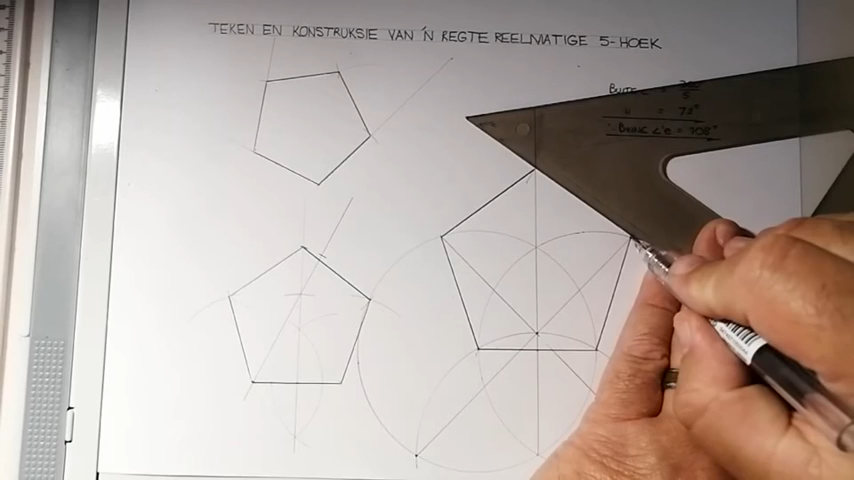 TEKEN EN KONSTRUKSIE VAN 'N REGTE REELMATIGE 5-HOEK
= 72°
BINNE ∠'E = 108°